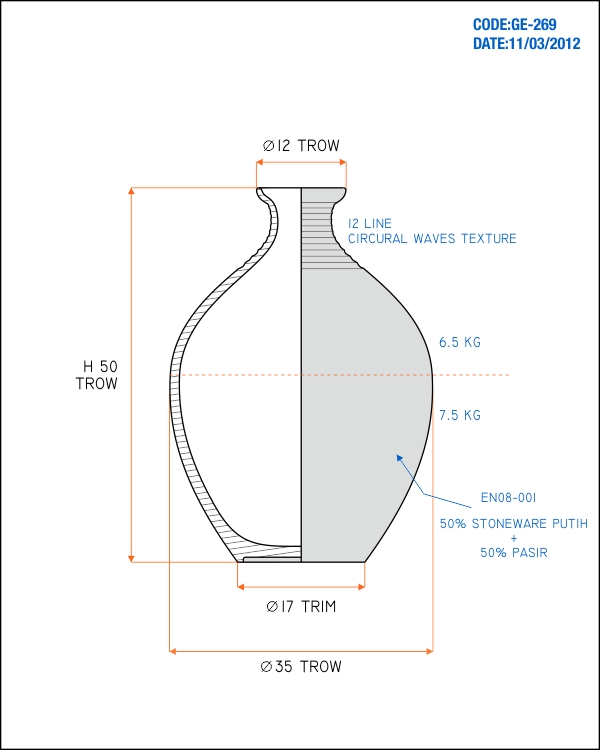 CODE:GE-269
DATE:11/03/2012
Ø12 TROW
12 LINE
CIRCURAL WAVES TEXTURE
6.5 KG
H 50
TROW
7.5 KG
EN08-001
50% STONEWARE PUTIH
+
50% PASIR
Ø17 TRIM
Ø35 TROW